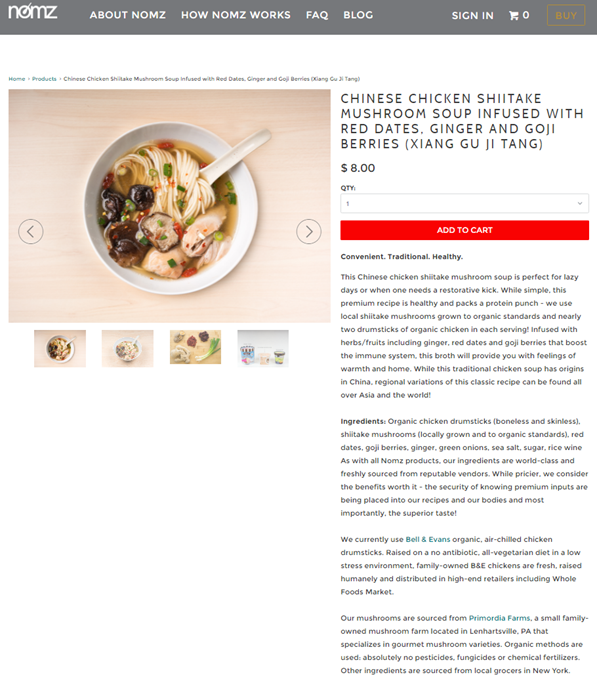 nomz
ABOUT NOMZ HOW NOMZ WORKS FAQ BLOG SIGN IN 0 BUY
Home • Products • Chinese Chicken Shiitake Mushroom Soup Infused with Red Dates, Ginger and Goji Berries (Xiang Gu Ji Tang)
CHINESE CHICKEN SHIITAKE
MUSHROOM SOUP INFUSED WITH
RED DATES, GINGER AND GOJI
BERRIES (XIANG GU JI TANG)
$ 8.00
QTY:
1
ADD TO CART
Convenient. Traditional. Healthy.
This Chinese chicken shiitake mushroom soup is perfect for lazy
days or when one needs a restorative kick. While simple, this
premium recipe is healthy and packs a protein punch - we use
local shiitake mushrooms grown to organic standards and nearly
two drumsticks of organic chicken in each serving! Infused with
herbs/fruits including ginger, red dates and goji berries that boost
the immune system, this broth will provide you with feelings of
warmth and home. While this traditional chicken soup has origins
in China, regional variations of this classic recipe can be found all
over Asia and the world!
Ingredients: Organic chicken drumsticks (boneless and skinless),
shiitake mushrooms (locally grown and to organic standards), red
dates, goji berries, ginger, green onions, sea salt, sugar, rice wine
As with all Nomz products, our ingredients are world-class and
freshly sourced from reputable vendors. While pricier, we consider
the benefits worth it - the security of knowing premium inputs are
being placed into our recipes and our bodies and most
importantly, the superior taste!
We currently use Bell & Evans organic, air-chilled chicken
drumsticks. Raised on a no antibiotic, all-vegetarian diet in a low
stress environment, family-owned B&E chickens are fresh, raised
humanely and distributed in high-end retailers including Whole
Foods Market.
Our mushrooms are sourced from Primordia Farms, a small family-
owned mushroom farm located in Lenhartsville, PA that
specializes in gourmet mushroom varieties. Organic methods are
used: absolutely no pesticides, fungicides or chemical fertilizers.
Other ingredients are sourced from local grocers in New York.